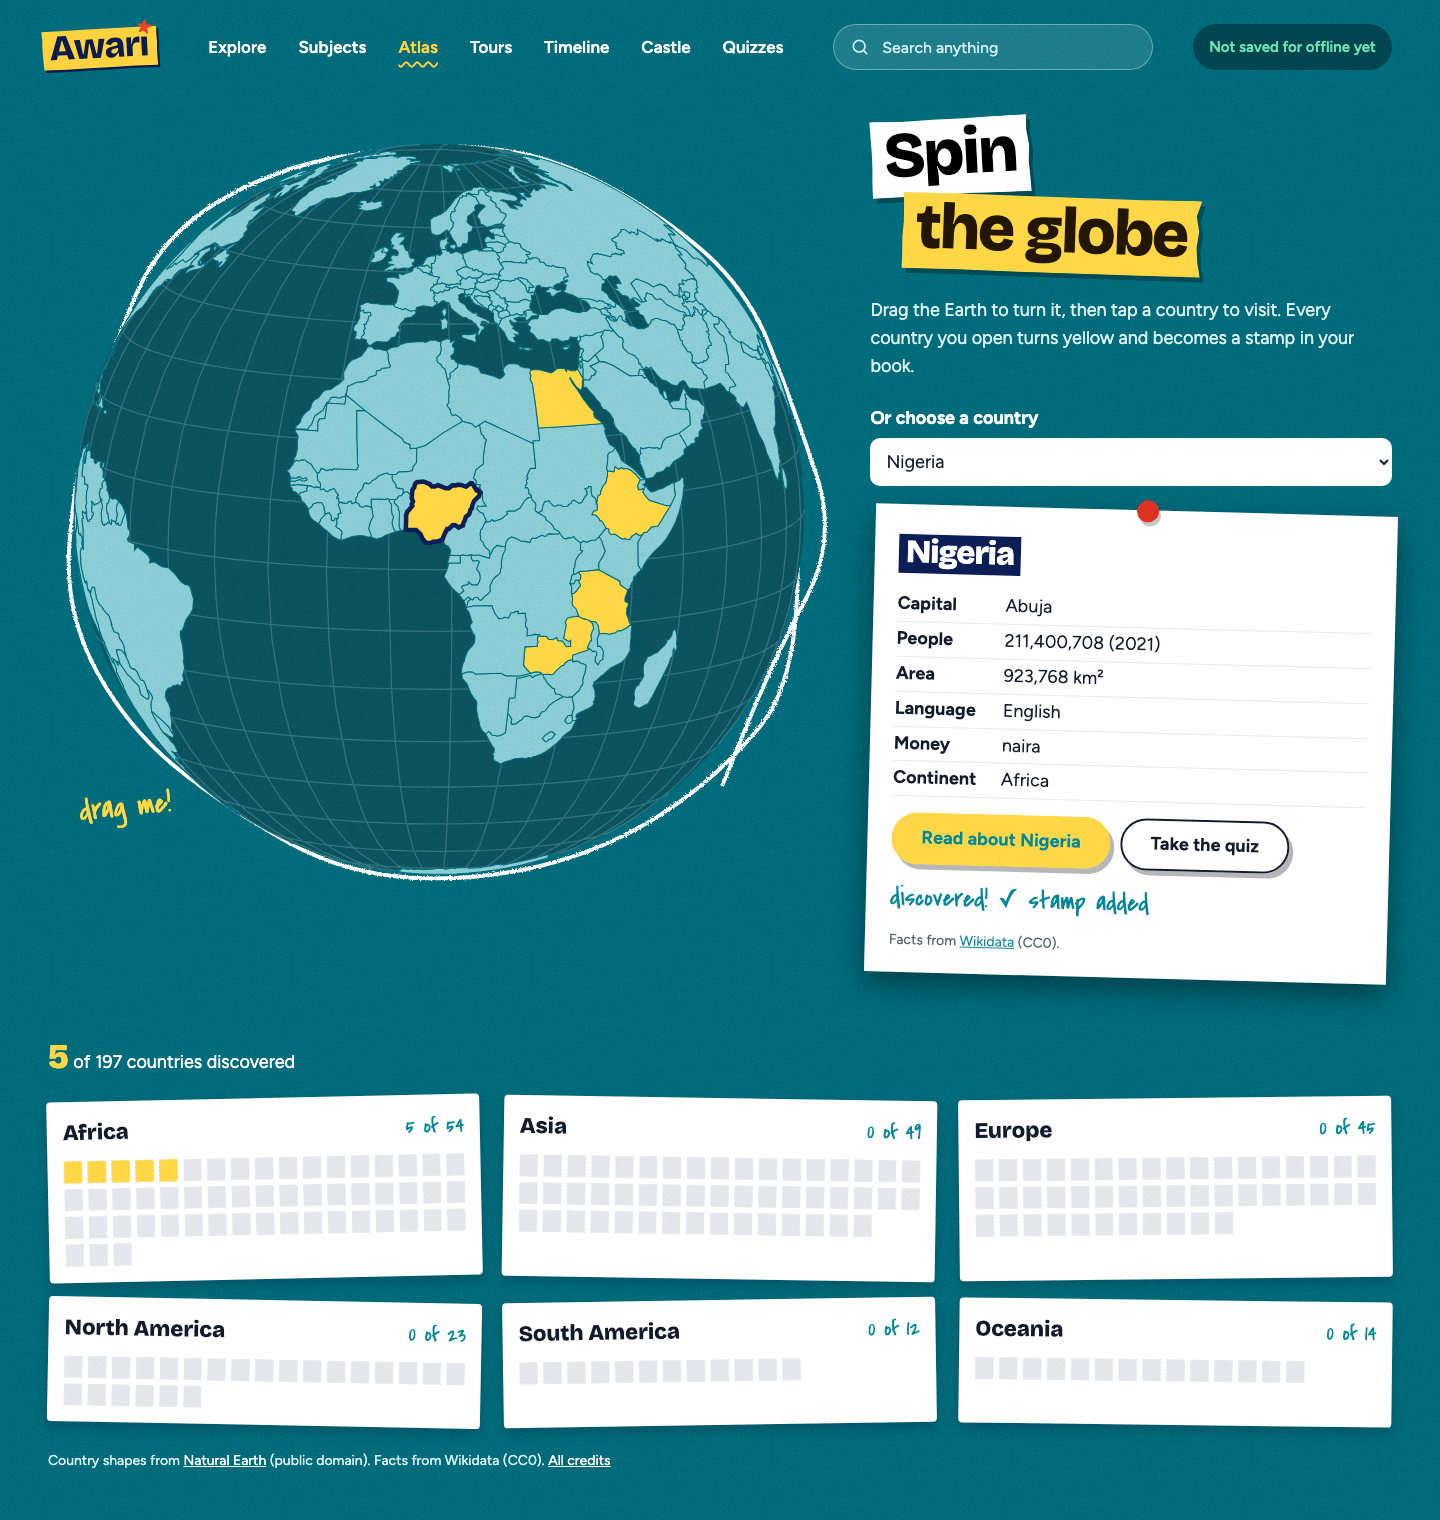 Awari
Explore
Subjects
Atlas
Tours
Timeline
Castle
Quizzes
Search anything
Not saved for offline yet
Spin
the globe
Drag the Earth to turn it, then tap a country to visit. Every
country you open turns yellow and becomes a stamp in your
book.
Or choose a country
Nigeria
Nigeria
Capital Abuja
People 211,400,708 (2021)
Area 923,768 km²
Language English
Money naira
Continent Africa
Read about Nigeria
Take the quiz
discovered! ✓ stamp added
Facts from Wikidata (CC0).
drag me!
5 of 197 countries discovered
Africa 5 of 54
Asia 0 of 49
Europe 0 of 45
North America 0 of 23
South America 0 of 12
Oceania 0 of 14
Country shapes from Natural Earth (public domain). Facts from Wikidata (CC0). All credits